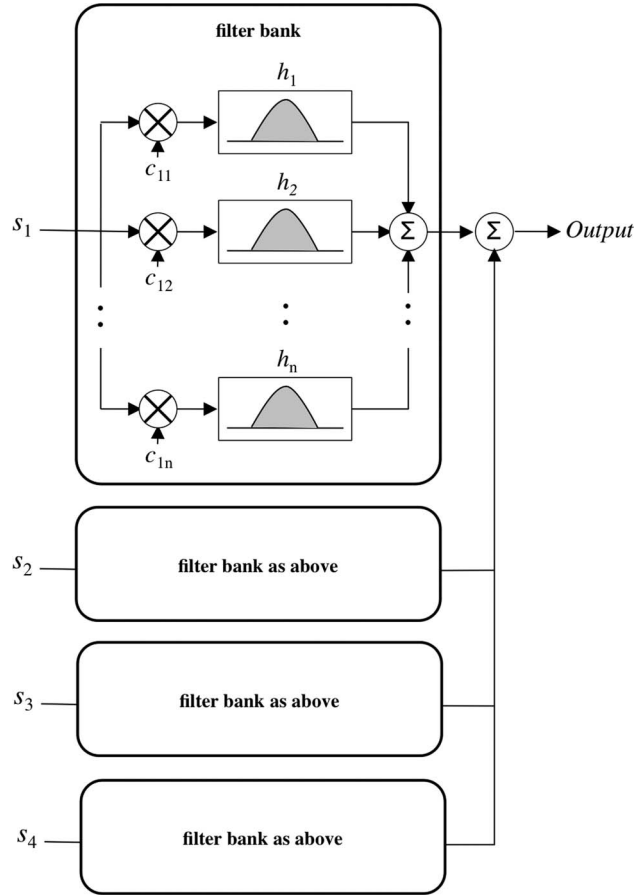 filter bank
h₁
c₁₁
h₂
s₁
Σ
Σ
Output
c₁₂
hₙ
c₁ₙ
s₂
filter bank as above
s₃
filter bank as above
s₄
filter bank as above